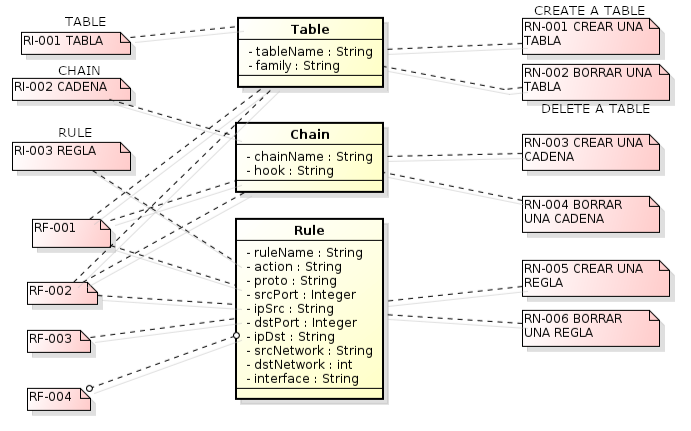 TABLE
RI-001 TABLA
CHAIN
RI-002 CADENA
RULE
RI-003 REGLA
RF-001
RF-002
RF-003
RF-004
Table
- tableName : String
- family : String
Chain
- chainName : String
- hook : String
Rule
- ruleName : String
- action : String
- proto : String
- srcPort : Integer
- ipSrc : String
- dstPort : Integer
- ipDst : String
- srcNetwork : String
- dstNetwork : int
- interface : String
CREATE A TABLE
RN-001 CREAR UNA
TABLA
RN-002 BORRAR UNA
TABLA
DELETE A TABLE
RN-003 CREAR UNA
CADENA
RN-004 BORRAR
UNA CADENA
RN-005 CREAR UNA
REGLA
RN-006 BORRAR
UNA REGLA